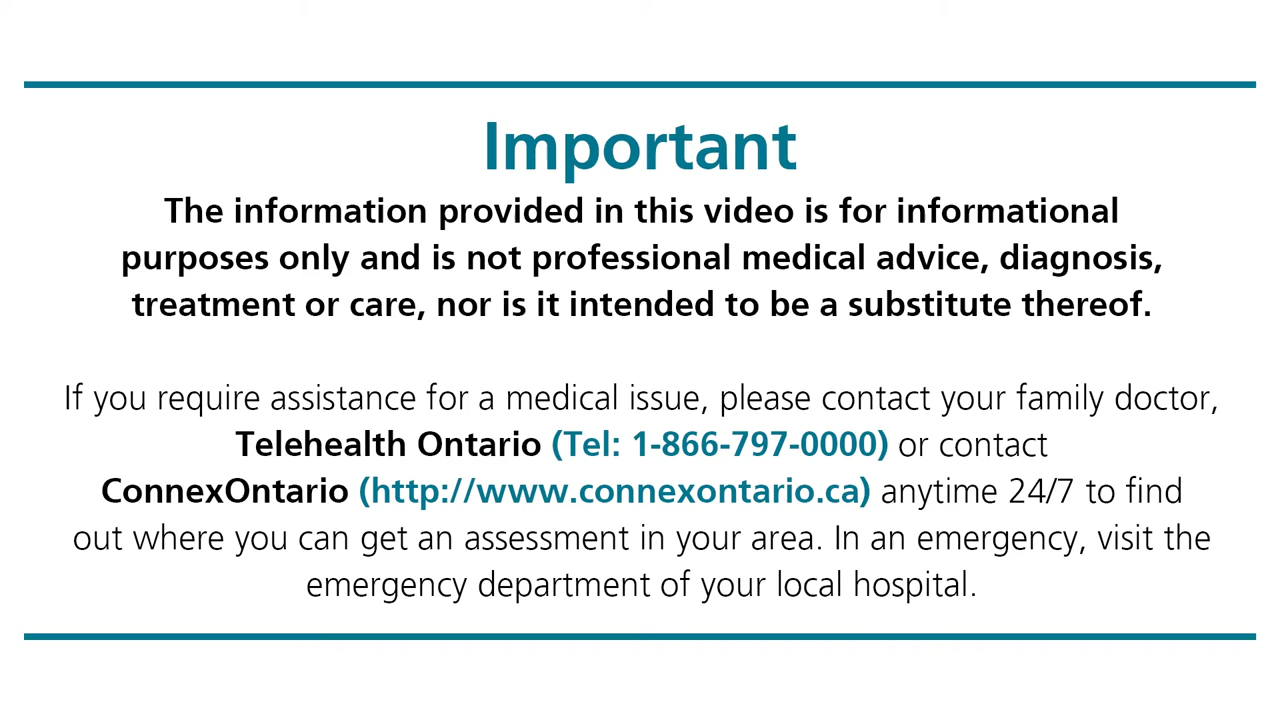 Important
The information provided in this video is for informational
purposes only and is not professional medical advice, diagnosis,
treatment or care, nor is it intended to be a substitute thereof.
If you require assistance for a medical issue, please contact your family doctor,
Telehealth Ontario (Tel: 1-866-797-0000) or contact
ConnexOntario (http://www.connexontario.ca) anytime 24/7 to find
out where you can get an assessment in your area. In an emergency, visit the
emergency department of your local hospital.